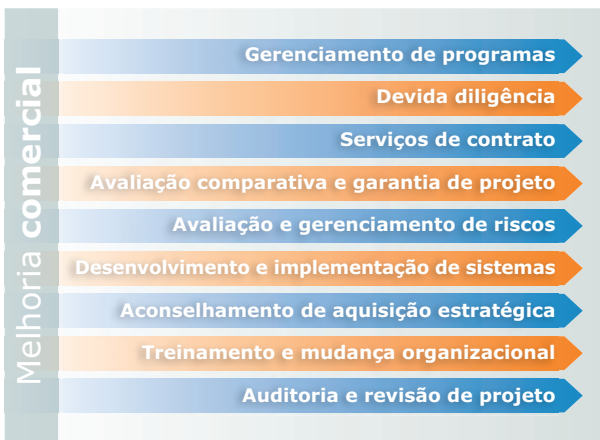 Melhoria comercial
Gerenciamento de programas
Devida diligência
Serviços de contrato
Avaliação comparativa e garantia de projeto
Avaliação e gerenciamento de riscos
Desenvolvimento e implementação de sistemas
Aconselhamento de aquisição estratégica
Treinamento e mudança organizacional
Auditoria e revisão de projeto